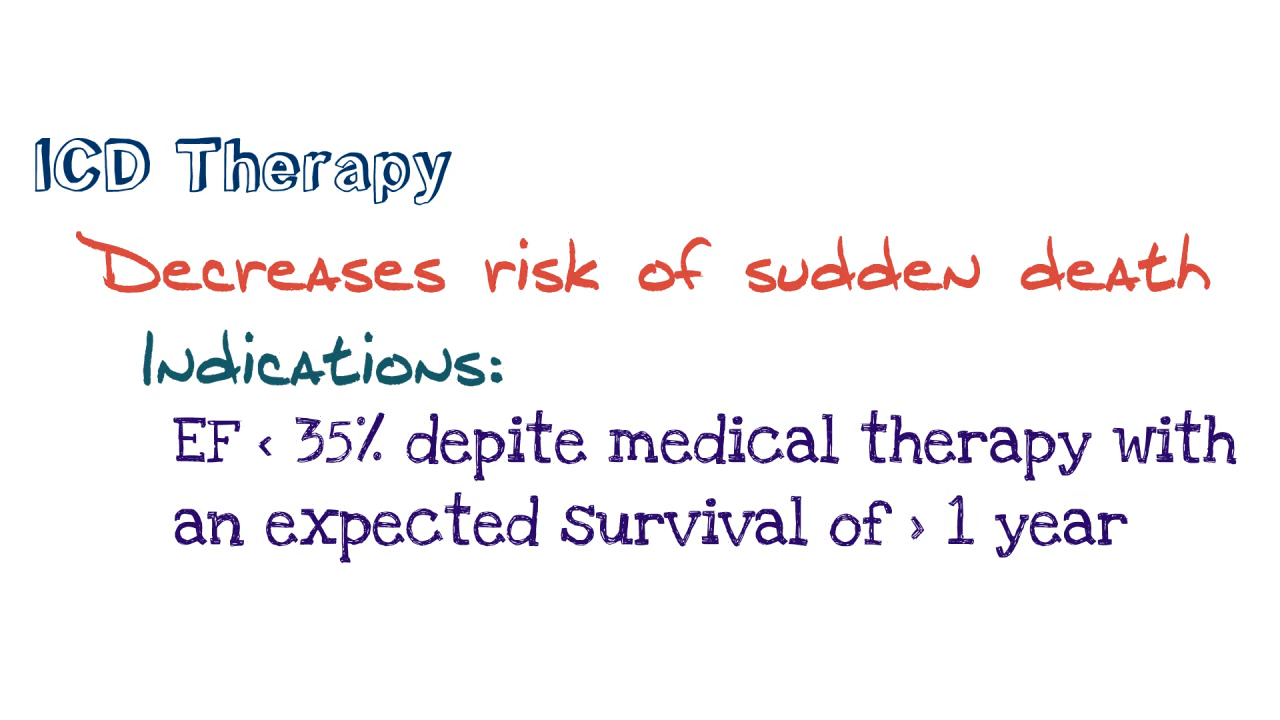 ICD Therapy
Decreases risk of sudden death
Indications:
EF < 35% depite medical therapy with
an expected survival of > 1 year